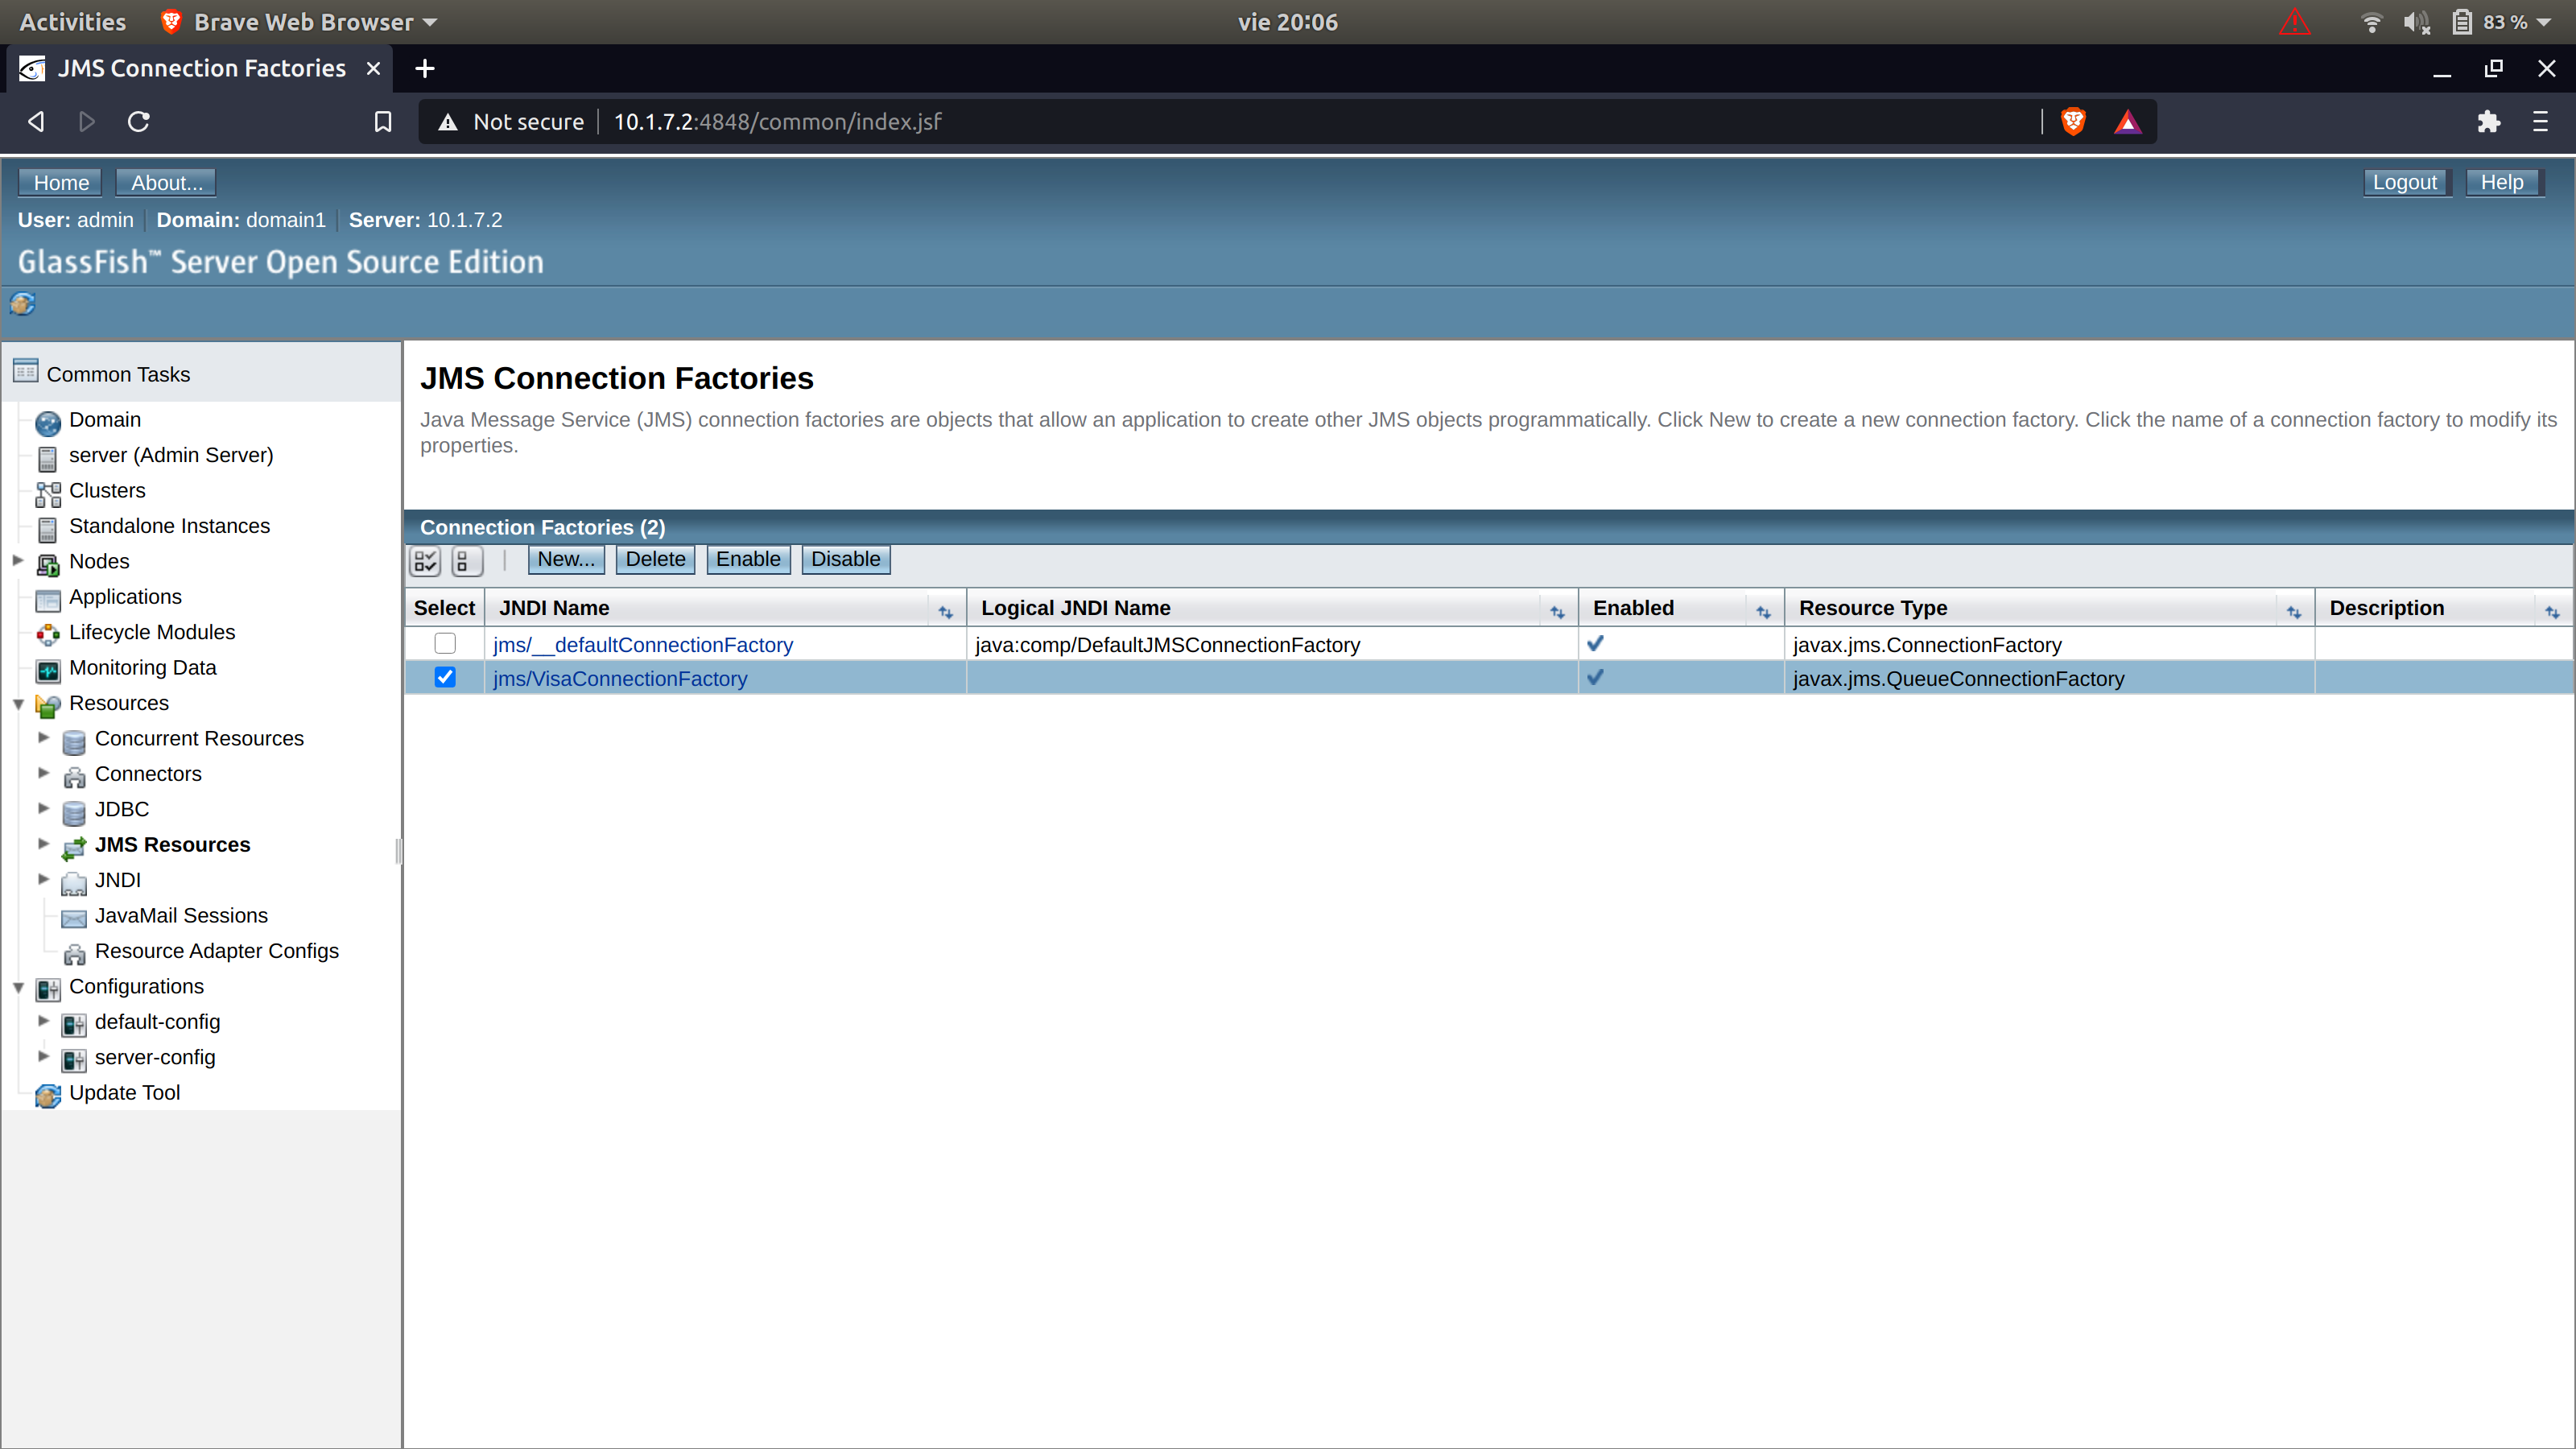 Activities Brave Web Browser vie 20:06 83 %
JMS Connection Factories
Not secure 10.1.7.2:4848/common/index.jsf
Home About... Logout Help
User: admin Domain: domain1 Server: 10.1.7.2
GlassFish™ Server Open Source Edition
Common Tasks
Domain
server (Admin Server)
Clusters
Standalone Instances
Nodes
Applications
Lifecycle Modules
Monitoring Data
Resources
Concurrent Resources
Connectors
JDBC
JMS Resources
JNDI
JavaMail Sessions
Resource Adapter Configs
Configurations
default-config
server-config
Update Tool
JMS Connection Factories
Java Message Service (JMS) connection factories are objects that allow an application to create other JMS objects programmatically. Click New to create a new connection factory. Click the name of a connection factory to modify its
properties.
Connection Factories (2)
New... Delete Enable Disable
Select JNDI Name Logical JNDI Name Enabled Resource Type Description
jms/__defaultConnectionFactory java:comp/DefaultJMSConnectionFactory javax.jms.ConnectionFactory
jms/VisaConnectionFactory javax.jms.QueueConnectionFactory